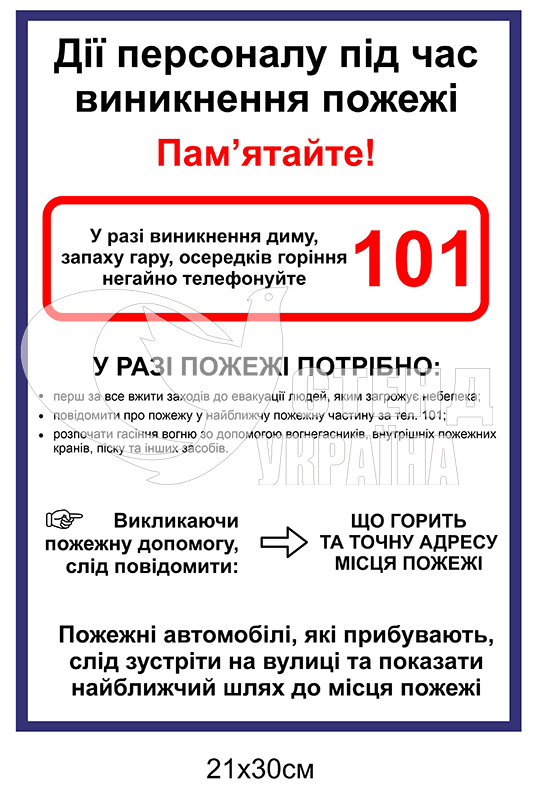 Дії персоналу під час
виникнення пожежі
Пам’ятайте!
У разі виникнення диму,
запаху гару, осередків горіння
негайно телефонуйте
101
У РАЗІ ПОЖЕЖІ ПОТРІБНО:
• перш за все вжити заходів до евакуації людей, яким загрожує небепека;
• повідомити про пожежу у найближчу пожежну частину за тел. 101;
• розпочати гасіння вогню зо допомогою вогнегасників, внутрішніх пожежних
кранів, піску та інших засобів.
СТЕНД
УКРАЇНА
Викликаючи
пожежну допомогу,
слід повідомити:
ЩО ГОРИТЬ
ТА ТОЧНУ АДРЕСУ
МІСЦЯ ПОЖЕЖІ
Пожежні автомобілі, які прибувають,
слід зустріти на вулиці та показати
найближчий шлях до місця пожежі
21х30см